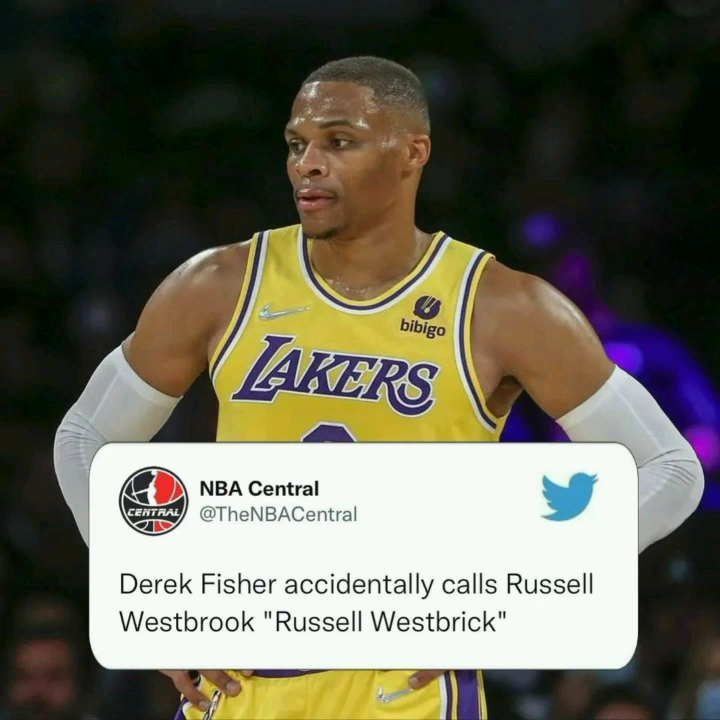 bibigo
LAKERS
CENTRAL
NBA Central
@TheNBACentral
Derek Fisher accidentally calls Russell
Westbrook "Russell Westbrick"